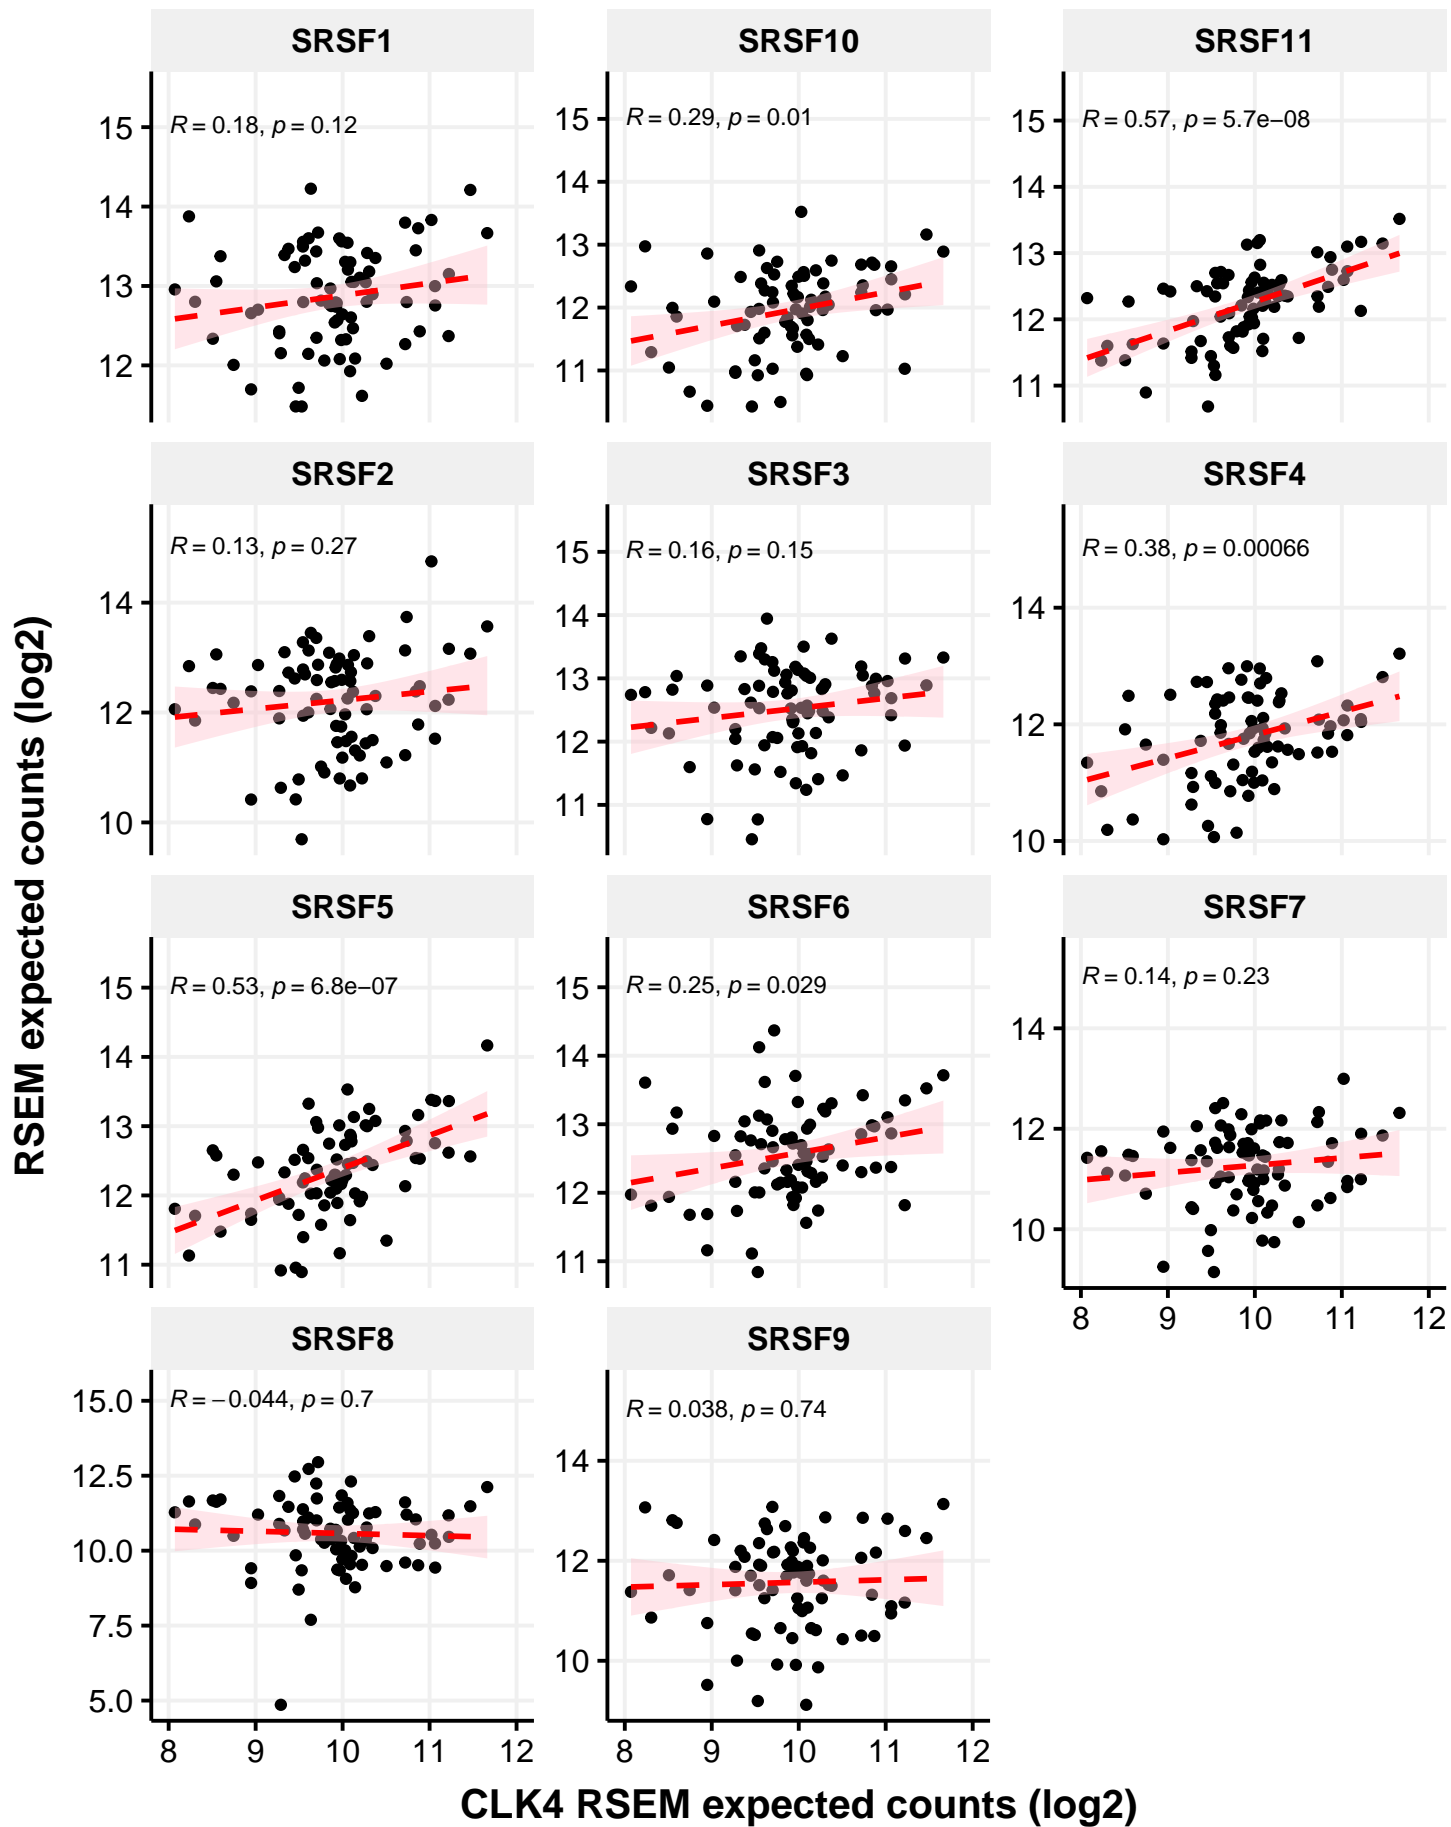 SRSF1
SRSF10
SRSF11
R = 0.18, p = 0.12
R = 0.29, p = 0.01
R = 0.57, p = 5.7e−08
15
14
13
12
15
14
13
12
11
15
14
13
12
11
SRSF2
SRSF3
SRSF4
R = 0.13, p = 0.27
R = 0.16, p = 0.15
R = 0.38, p = 0.00066
14
12
10
15
14
13
12
11
14
12
10
SRSF5
SRSF6
SRSF7
R = 0.53, p = 6.8e−07
R = 0.25, p = 0.029
R = 0.14, p = 0.23
15
14
13
12
11
15
14
13
12
11
14
12
10
8 9 10 11 12
SRSF8
SRSF9
R = −0.044, p = 0.7
R = 0.038, p = 0.74
15.0
12.5
10.0
7.5
5.0
14
12
10
8 9 10 11 12
8 9 10 11 12
RSEM expected counts (log2)
CLK4 RSEM expected counts (log2)